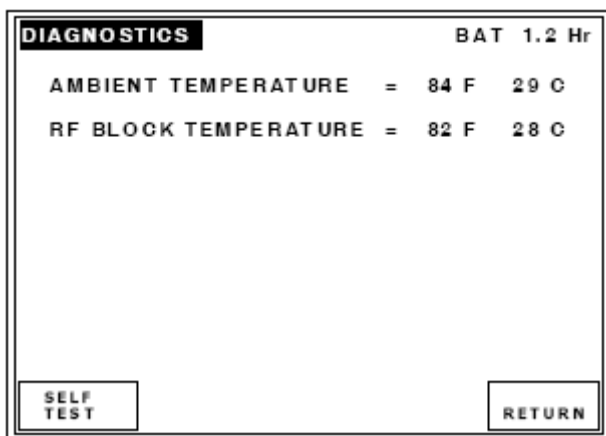 DIAGNOSTICS BAT 1.2 Hr
AMBIENT TEMPERATURE = 84 F 29 C
RF BLOCK TEMPERATURE = 82 F 28 C
SELF
TEST
RETURN